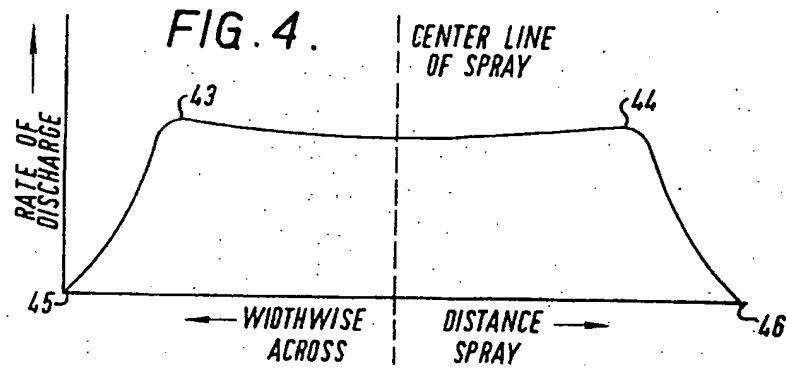 FIG. 4.
CENTER LINE
OF SPRAY
RATE OF
DISCHARGE
43
44
45
46
WIDTHWISE DISTANCE
ACROSS SPRAY